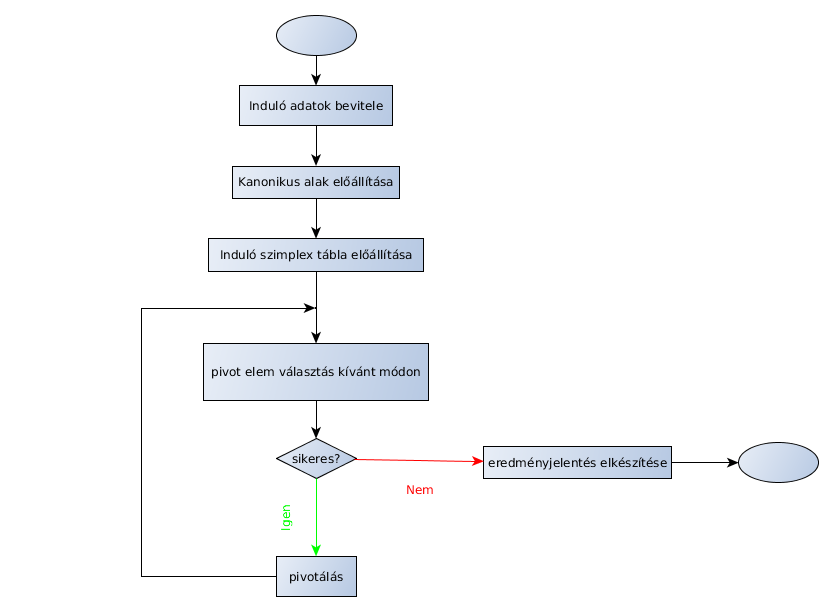 Induló adatok bevitele
Kanonikus alak előállítása
Induló szimplex tábla előállítása
pivot elem választás kívánt módon
sikeres?
eredményjelentés elkészítése
Nem
Igen
pivotálás